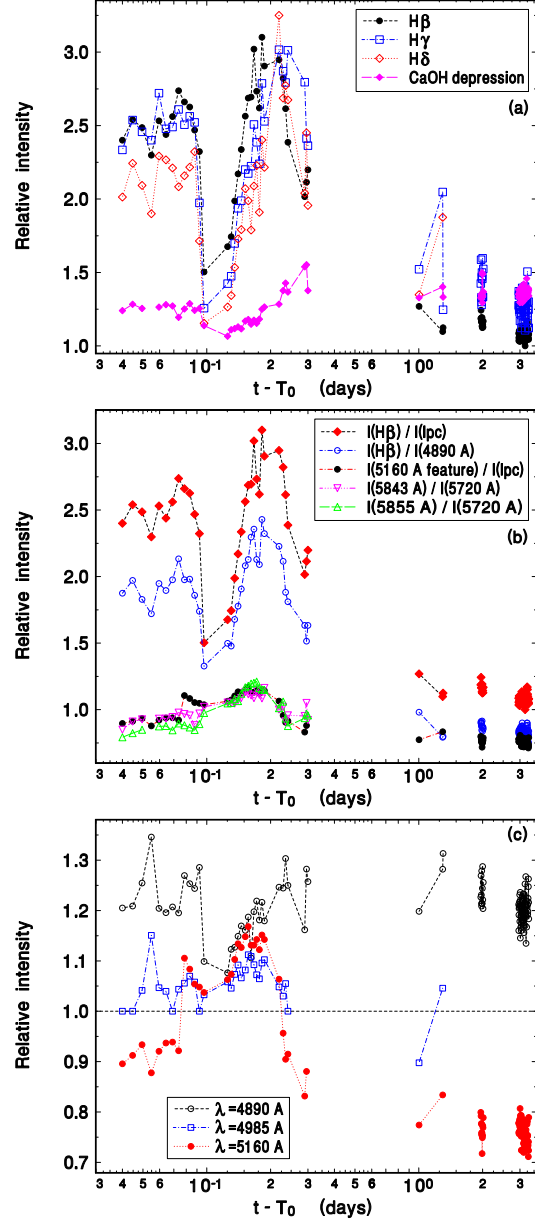 Hβ
Hγ
Hδ
CaOH depression
(a)
Relative intensity
3.0
2.5
2.0
1.5
1.0
3 4 5 6 10⁻¹ 2 3 4 5 6 10⁰ 2 3
t - T₀ (days)
I(Hβ) / I(Ipc)
I(Hβ) / I(4890 A)
I(5160 A feature) / I(Ipc)
I(5843 A) / I(5720 A)
I(5855 A) / I(5720 A)
(b)
Relative intensity
3.0
2.5
2.0
1.5
1.0
3 4 5 6 10⁻¹ 2 3 4 5 6 10⁰ 2 3
t - T₀ (days)
(c)
Relative intensity
1.3
1.2
1.1
1.0
0.9
0.8
0.7
λ =4890 A
λ =4985 A
λ =5160 A
3 4 5 6 10⁻¹ 2 3 4 5 6 10⁰ 2 3
t - T₀ (days)